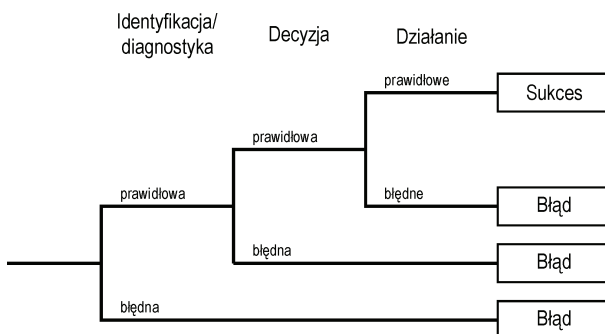 Identyfikacja/
diagnostyka
Decyzja
Działanie
prawidłowe
Sukces
prawidłowa
prawidłowa
błędne
Błąd
błędna
Błąd
błędna
Błąd